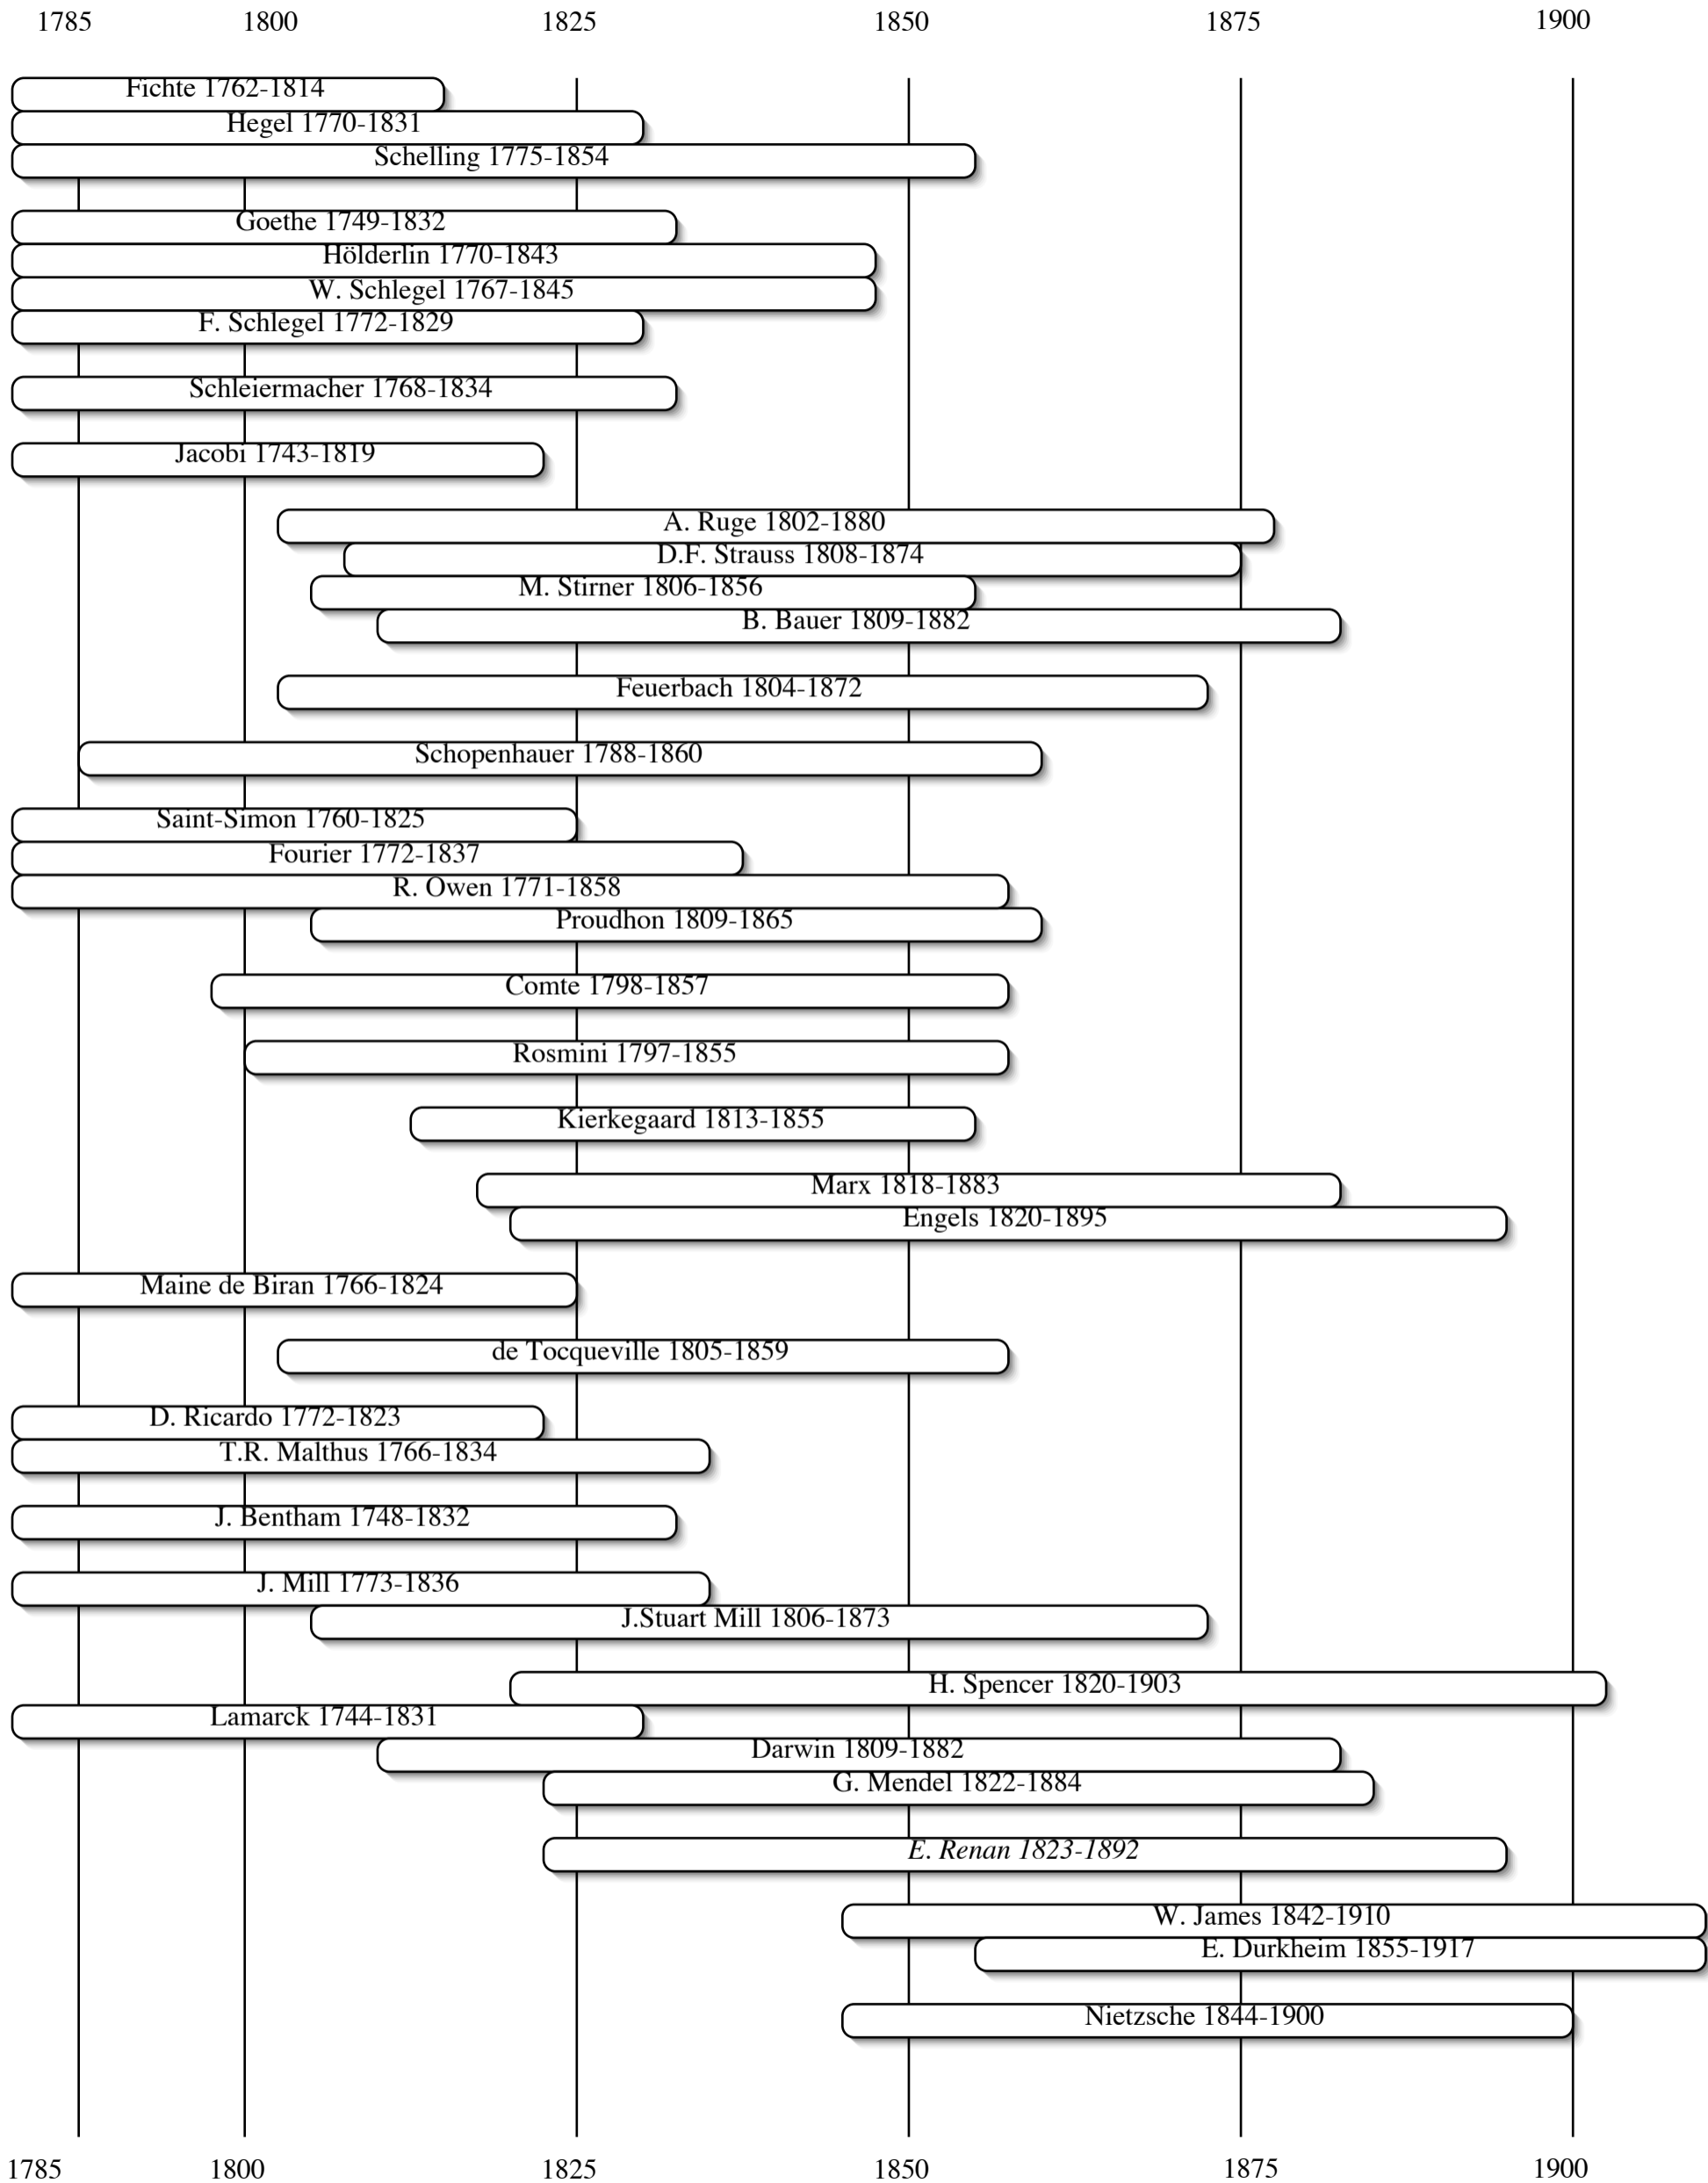 1785 1800 1825 1850 1875 1900
Fichte 1762-1814
Hegel 1770-1831
Schelling 1775-1854
Goethe 1749-1832
Hölderlin 1770-1843
W. Schlegel 1767-1845
F. Schlegel 1772-1829
Schleiermacher 1768-1834
Jacobi 1743-1819
A. Ruge 1802-1880
D.F. Strauss 1808-1874
M. Stirner 1806-1856
B. Bauer 1809-1882
Feuerbach 1804-1872
Schopenhauer 1788-1860
Saint-Simon 1760-1825
Fourier 1772-1837
R. Owen 1771-1858
Proudhon 1809-1865
Comte 1798-1857
Rosmini 1797-1855
Kierkegaard 1813-1855
Marx 1818-1883
Engels 1820-1895
Maine de Biran 1766-1824
de Tocqueville 1805-1859
D. Ricardo 1772-1823
T.R. Malthus 1766-1834
J. Bentham 1748-1832
J. Mill 1773-1836
J.Stuart Mill 1806-1873
H. Spencer 1820-1903
Lamarck 1744-1831
Darwin 1809-1882
G. Mendel 1822-1884
E. Renan 1823-1892
W. James 1842-1910
E. Durkheim 1855-1917
Nietzsche 1844-1900
1785 1800 1825 1850 1875 1900